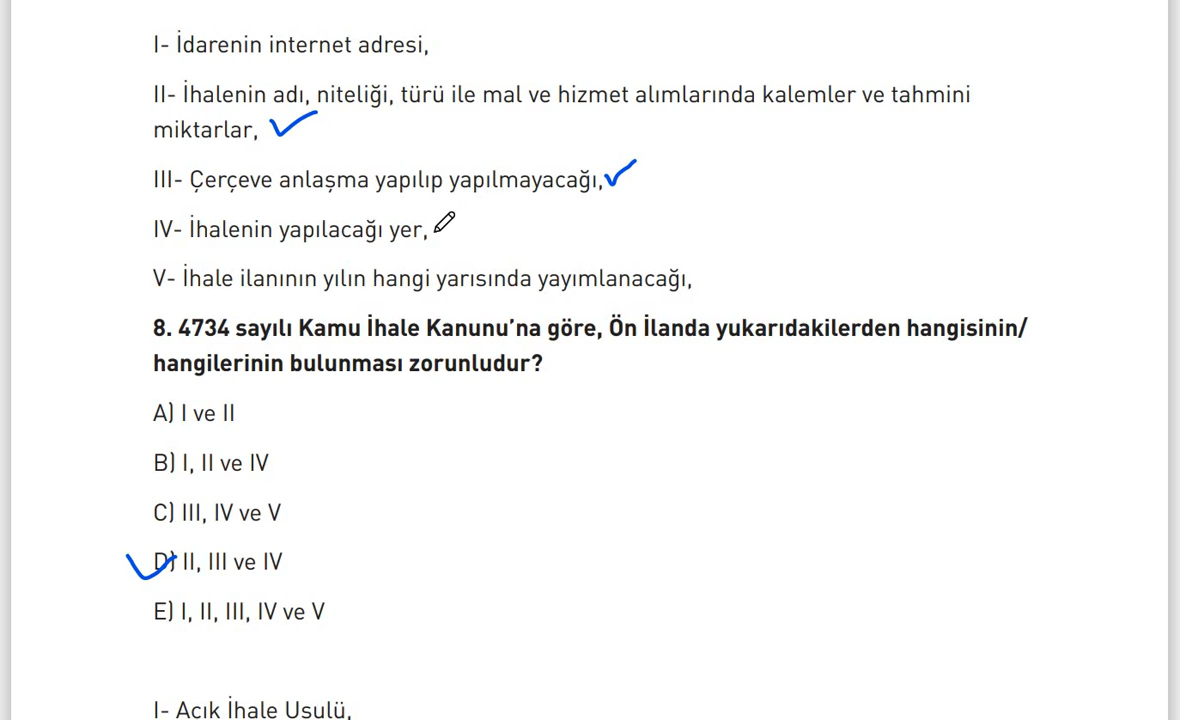 I- İdarenin internet adresi,
II- İhalenin adı, niteliği, türü ile mal ve hizmet alımlarında kalemler ve tahmini
miktarlar,
III- Çerçeve anlaşma yapılıp yapılmayacağı,
IV- İhalenin yapılacağı yer,
V- İhale ilanının yılın hangi yarısında yayımlanacağı,
8. 4734 sayılı Kamu İhale Kanunu’na göre, Ön İlanda yukarıdakilerden hangisinin/
hangilerinin bulunması zorunludur?
A) I ve II
B) I, II ve IV
C) III, IV ve V
D) II, III ve IV
E) I, II, III, IV ve V
I- Açık İhale Usulü,